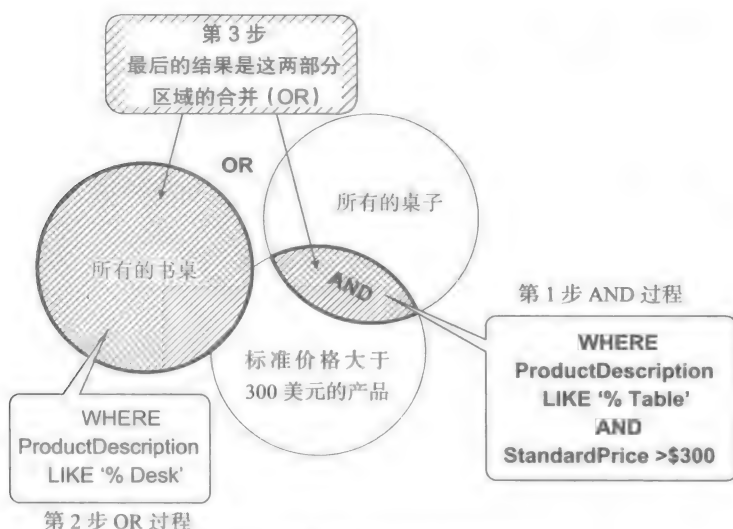 第 3 步
最后的结果是这两部分
区域的合并（OR）
OR
所有的桌子
所有的书桌
AND
第 1 步 AND 过程
标准价格大于
300 美元的产品
WHERE
ProductDescription
LIKE '% Table'
AND
StandardPrice >$300
WHERE
ProductDescription
LIKE '% Desk'
第 2 步 OR 过程